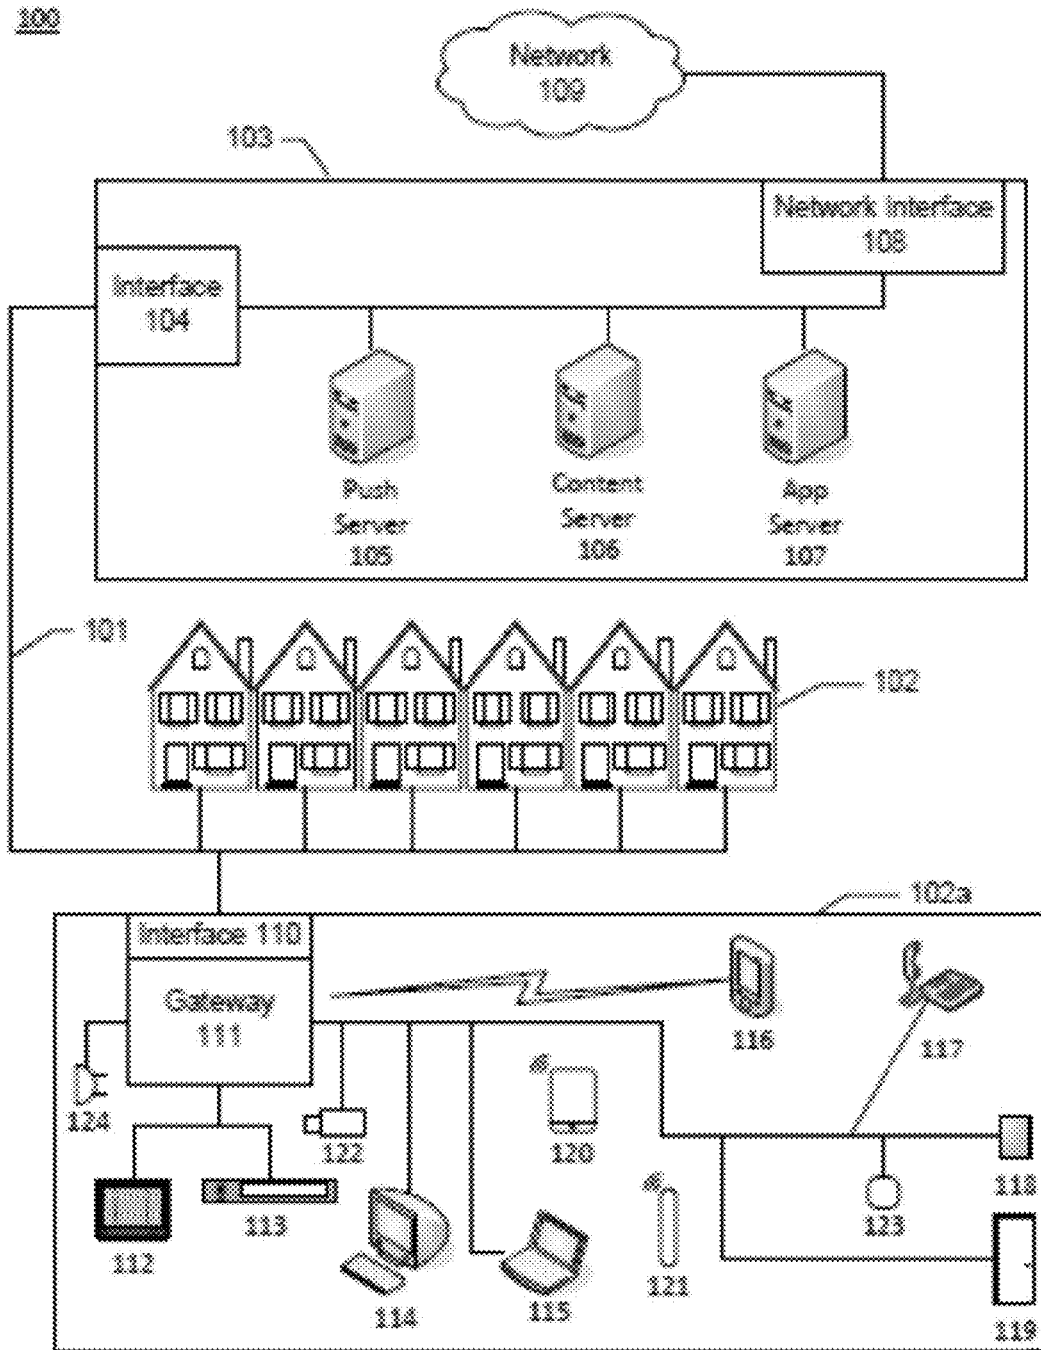 100
Network
109
103
Network Interface
108
Interface
104
Push
Server
105
Content
Server
106
App
Server
107
101
102
102a
Interface 110
Gateway
111
116
117
124
122
120
118
123
113
112
121
114
115
119